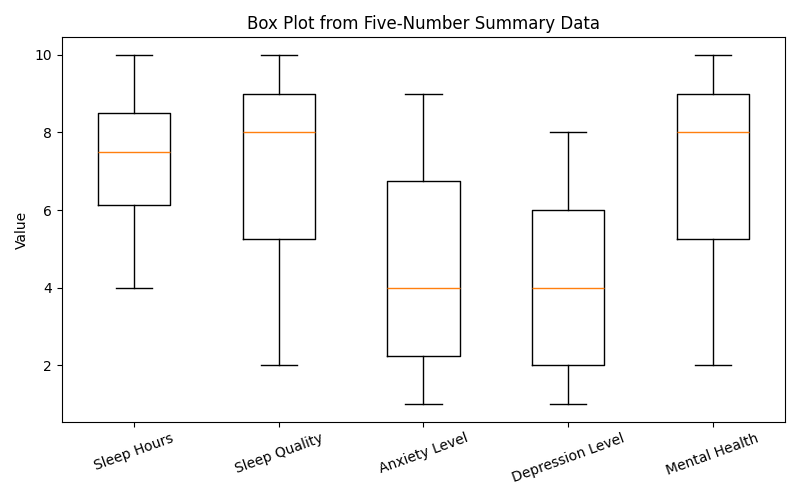 Box Plot from Five-Number Summary Data
10
8
6
4
2
Value
Sleep Hours
Sleep Quality
Anxiety Level
Depression Level
Mental Health